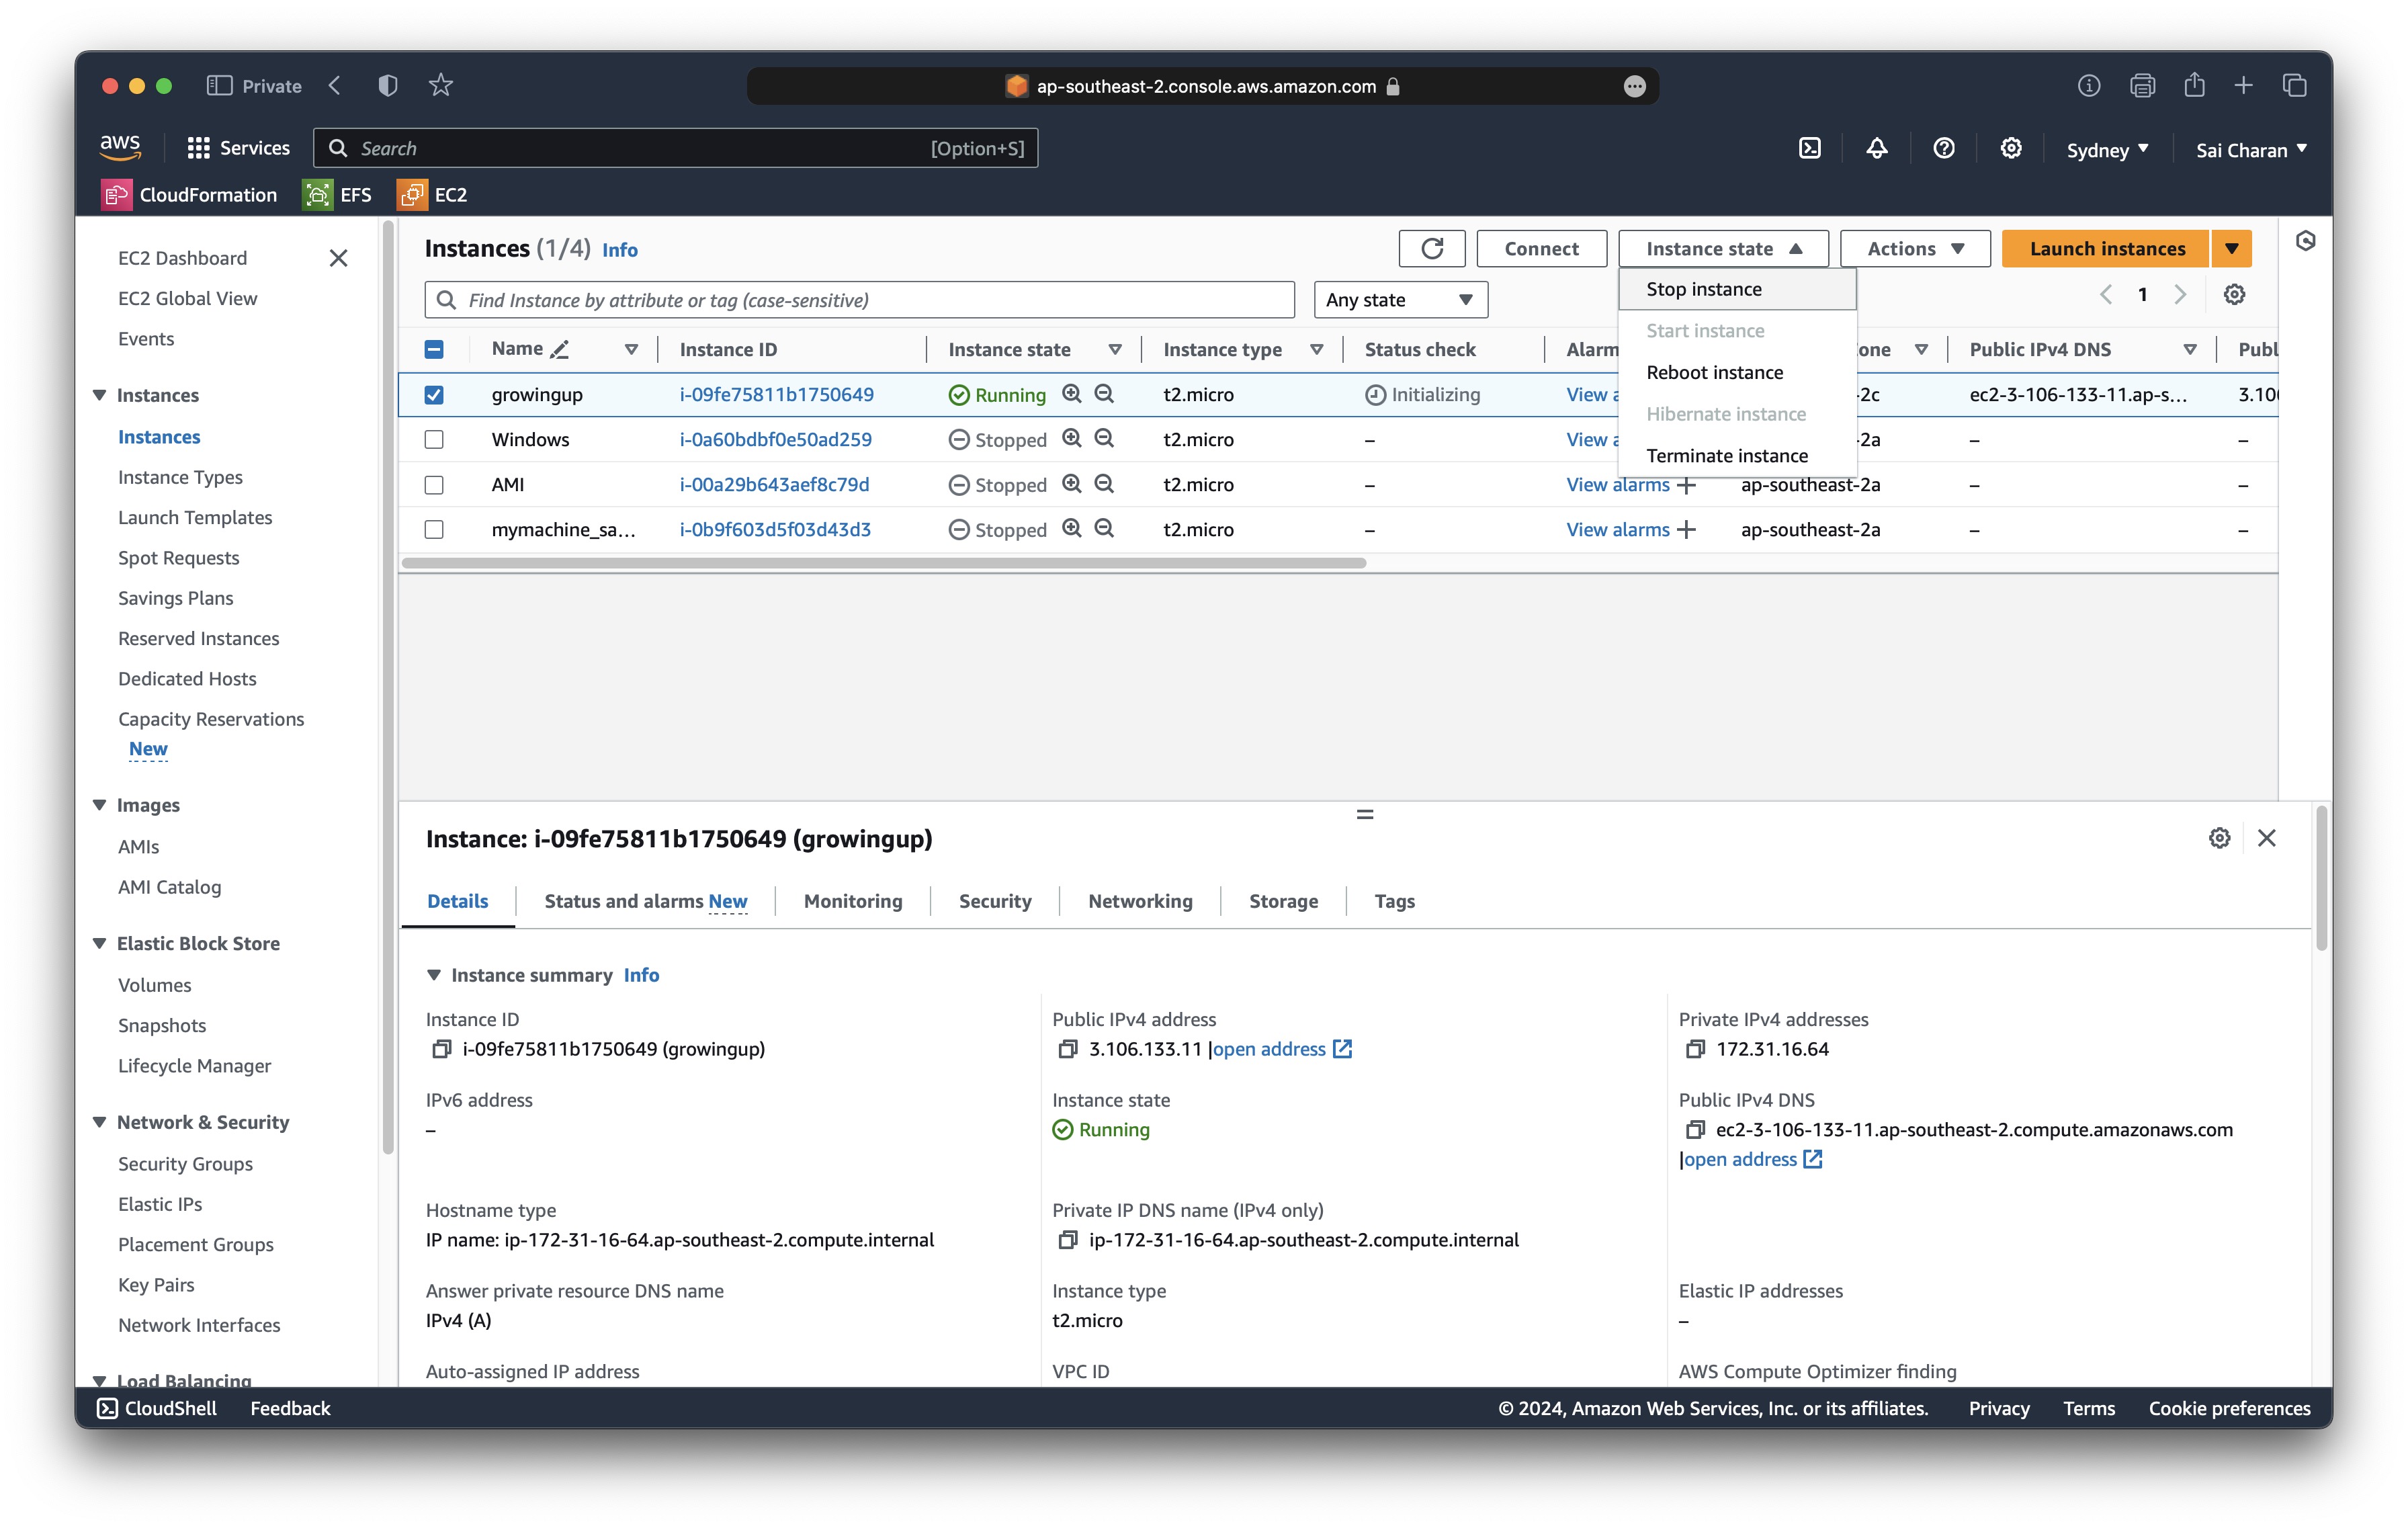 Private
ap-southeast-2.console.aws.amazon.com
aws
Services
Search
[Option+S]
Sydney
Sai Charan
CloudFormation
EFS
EC2
EC2 Dashboard
EC2 Global View
Events
Instances
Instances
Instance Types
Launch Templates
Spot Requests
Savings Plans
Reserved Instances
Dedicated Hosts
Capacity Reservations
New
Images
AMIs
AMI Catalog
Elastic Block Store
Volumes
Snapshots
Lifecycle Manager
Network & Security
Security Groups
Elastic IPs
Placement Groups
Key Pairs
Network Interfaces
Load Balancing
Instances (1/4) Info
Connect
Instance state
Actions
Launch instances
Find Instance by attribute or tag (case-sensitive)
Any state
1
Stop instance
Start instance
Reboot instance
Hibernate instance
Terminate instance
Name Instance ID Instance state Instance type Status check Alarm one Public IPv4 DNS Publ
growingup i-09fe75811b1750649 Running t2.micro Initializing View a -2c ec2-3-106-133-11.ap-s... 3.106
Windows i-0a60bdbf0e50ad259 Stopped t2.micro – View a -2a – –
AMI i-00a29b643aef8c79d Stopped t2.micro – View alarms + ap-southeast-2a – –
mymachine_sa... i-0b9f603d5f03d43d3 Stopped t2.micro – View alarms + ap-southeast-2a – –
Instance: i-09fe75811b1750649 (growingup)
Details
Status and alarms New
Monitoring
Security
Networking
Storage
Tags
Instance summary Info
Instance ID
i-09fe75811b1750649 (growingup)
Public IPv4 address
3.106.133.11 |open address
Private IPv4 addresses
172.31.16.64
IPv6 address
–
Instance state
Running
Public IPv4 DNS
ec2-3-106-133-11.ap-southeast-2.compute.amazonaws.com
|open address
Hostname type
IP name: ip-172-31-16-64.ap-southeast-2.compute.internal
Private IP DNS name (IPv4 only)
ip-172-31-16-64.ap-southeast-2.compute.internal
Answer private resource DNS name
IPv4 (A)
Instance type
t2.micro
Elastic IP addresses
–
Auto-assigned IP address
VPC ID
AWS Compute Optimizer finding
CloudShell
Feedback
© 2024, Amazon Web Services, Inc. or its affiliates.
Privacy
Terms
Cookie preferences